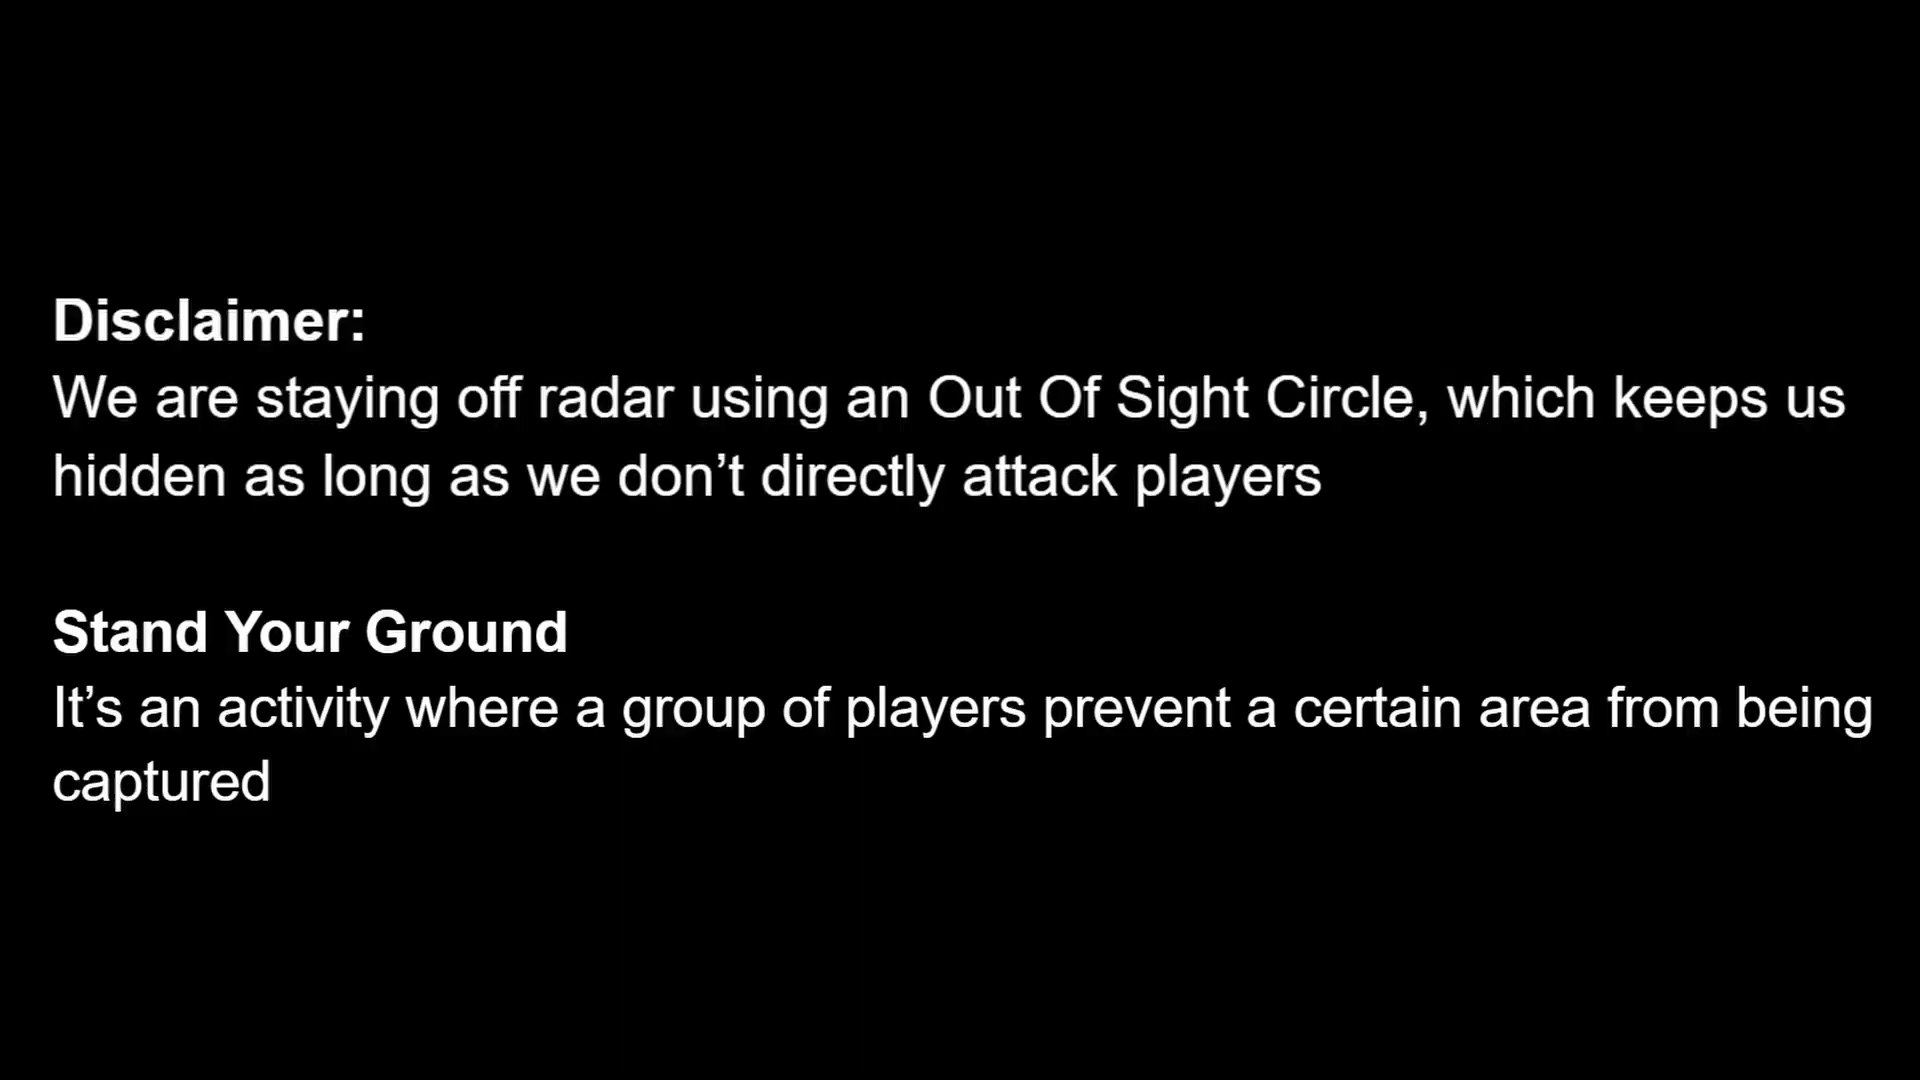 Disclaimer:
We are staying off radar using an Out Of Sight Circle, which keeps us
hidden as long as we don’t directly attack players
Stand Your Ground
It’s an activity where a group of players prevent a certain area from being
captured